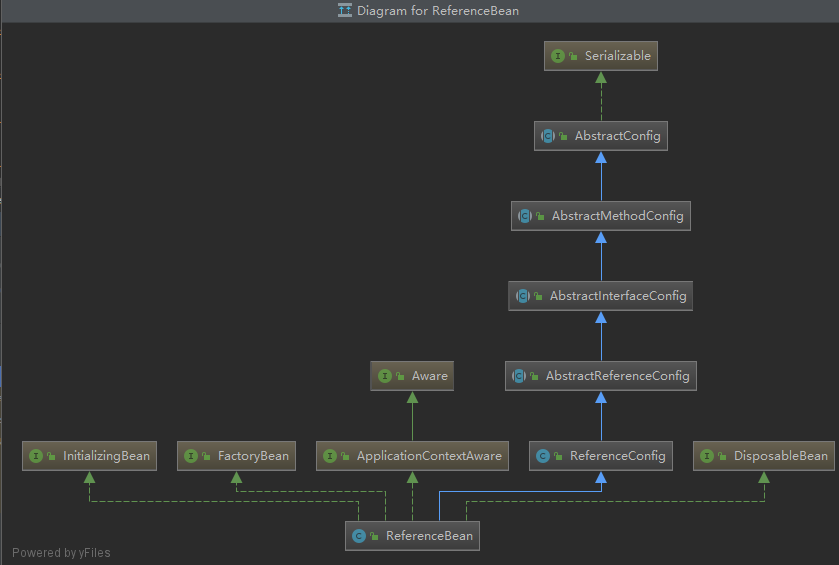 Diagram for ReferenceBean
Serializable
AbstractConfig
AbstractMethodConfig
AbstractInterfaceConfig
Aware
AbstractReferenceConfig
InitializingBean
FactoryBean
ApplicationContextAware
ReferenceConfig
DisposableBean
ReferenceBean
Powered by yFiles